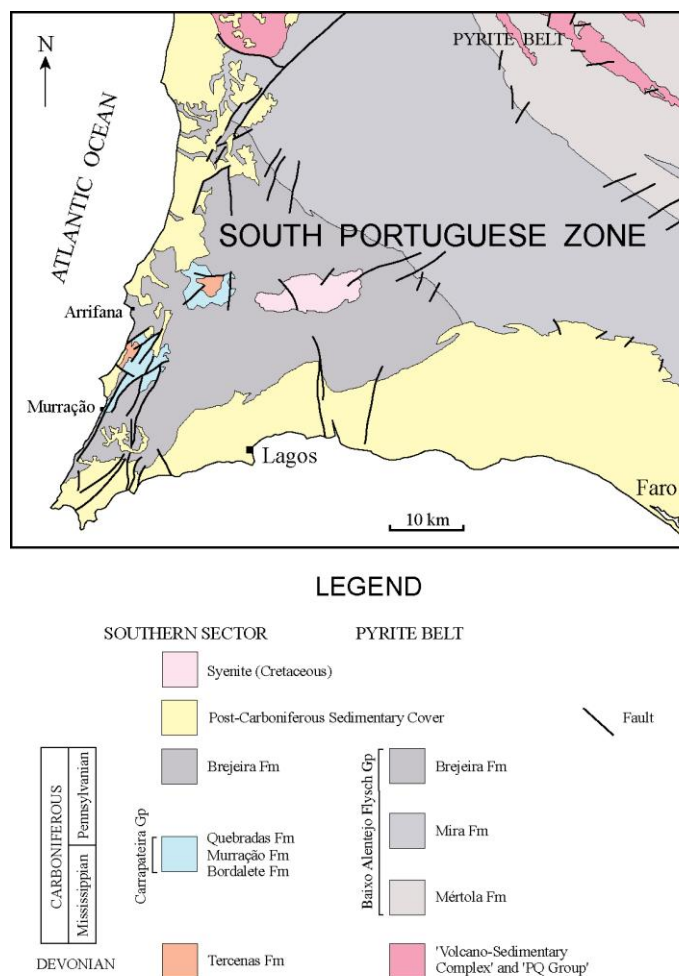 N
PYRITE BELT
ATLANTIC OCEAN
SOUTH PORTUGUESE ZONE
Arrifana
Murração
Lagos
Faro
10 km
LEGEND
SOUTHERN SECTOR
PYRITE BELT
Syenite (Cretaceous)
Post-Carboniferous Sedimentary Cover
Fault
CARBONIFEROUS
Pennsylvanian
Mississippian
DEVONIAN
Brejeira Fm
Carrapateira Gp
Quebradas Fm
Murração Fm
Bordalete Fm
Tercenas Fm
Baixo Alentejo Flysch Gp
Brejeira Fm
Mira Fm
Mértola Fm
'Volcano-Sedimentary
Complex' and 'PQ Group'